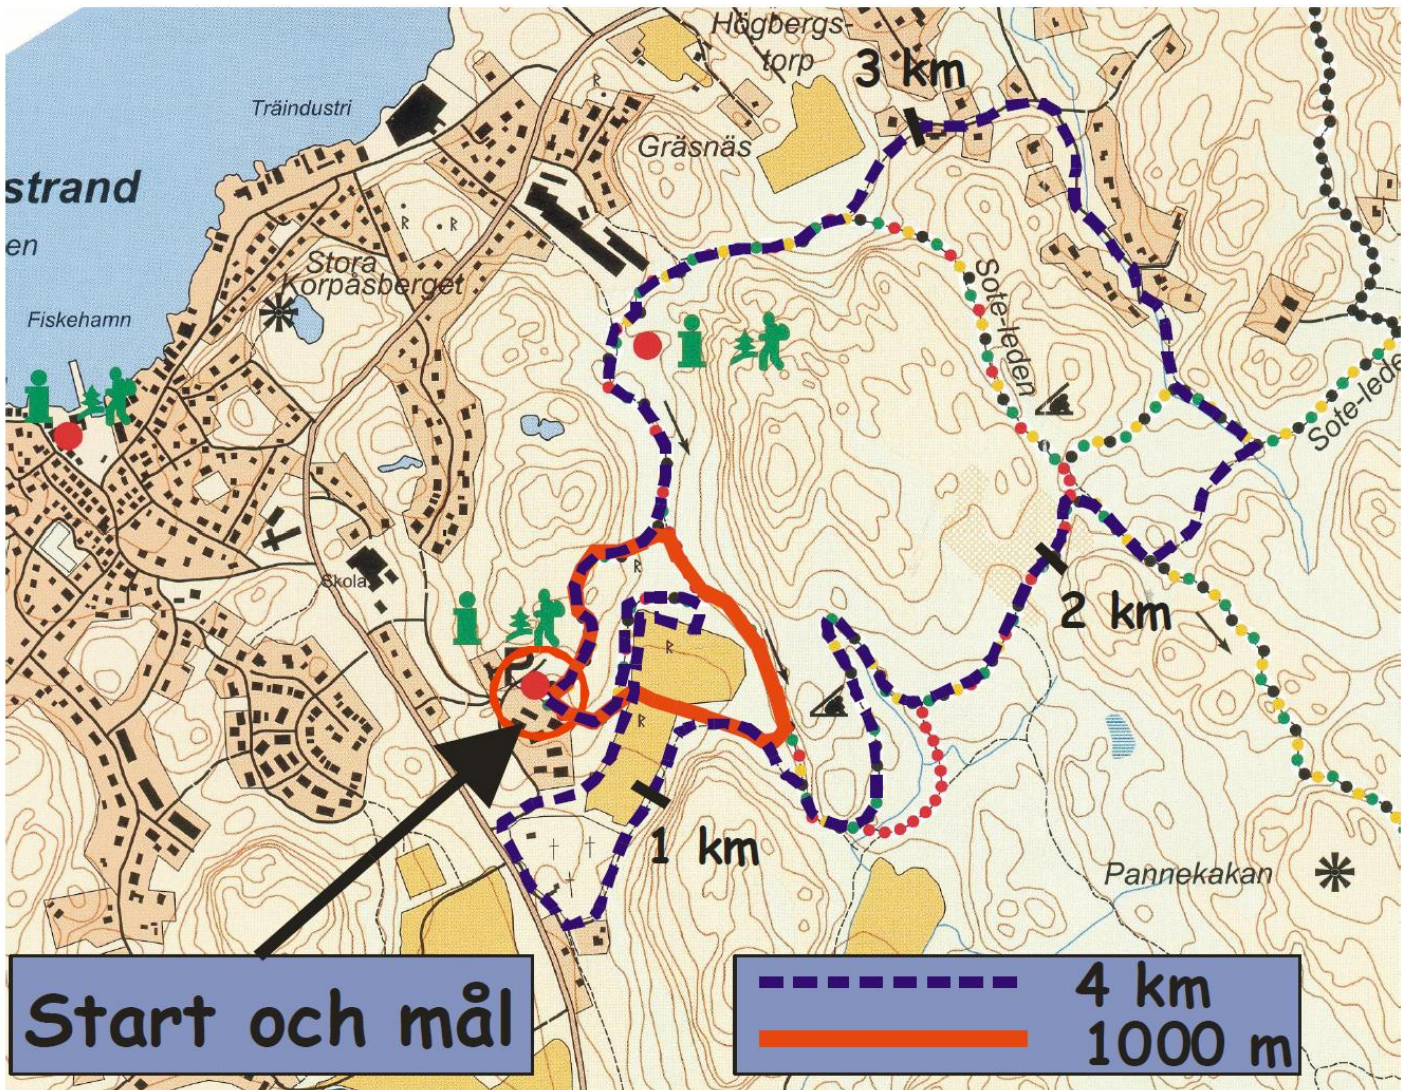 Högbergs-
torp
3 km
Träindustri
Gräsnäs
strand
en
Stora
Korpåsberget
Fiskehamn
Sote-leden
Sote-lede
Skola
2 km
1 km
Pannekakan
Start och mål
4 km
1000 m
R
R
R
R
R
R